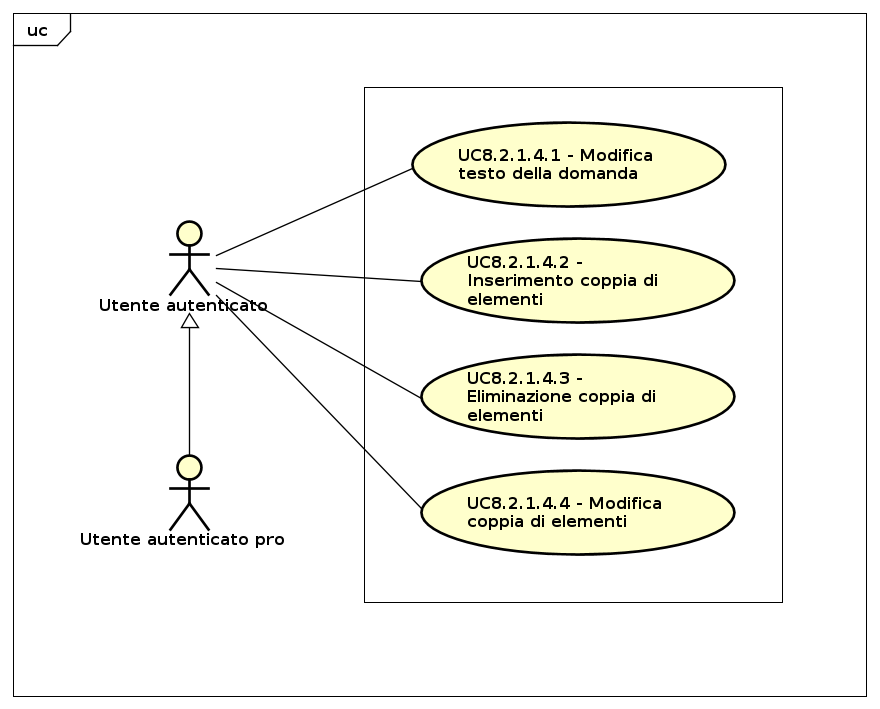 uc
UC8.2.1.4.1 - Modifica
testo della domanda
UC8.2.1.4.2 -
Inserimento coppia di
elementi
Utente autenticato
UC8.2.1.4.3 -
Eliminazione coppia di
elementi
UC8.2.1.4.4 - Modifica
coppia di elementi
Utente autenticato pro